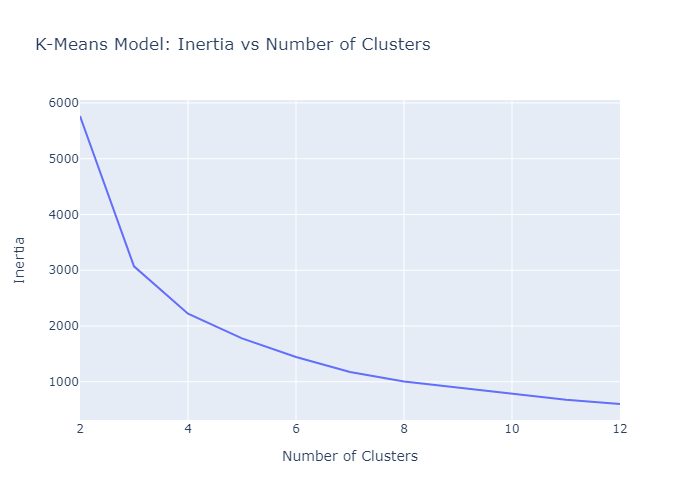 K-Means Model: Inertia vs Number of Clusters
6000
5000
4000
3000
2000
1000
Inertia
2 4 6 8 10 12
Number of Clusters